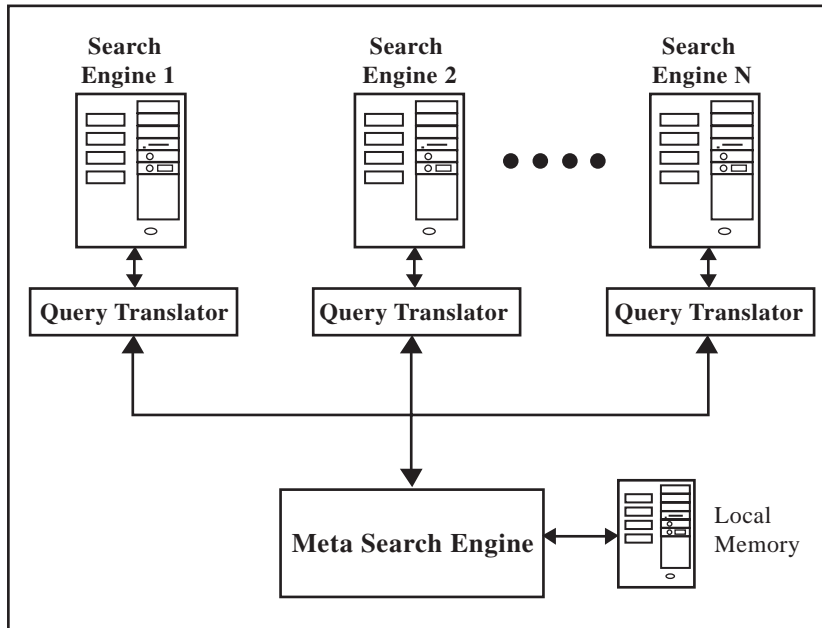 Search
Engine 1
Search
Engine 2
Search
Engine N
Query Translator
Query Translator
Query Translator
Meta Search Engine
Local
Memory